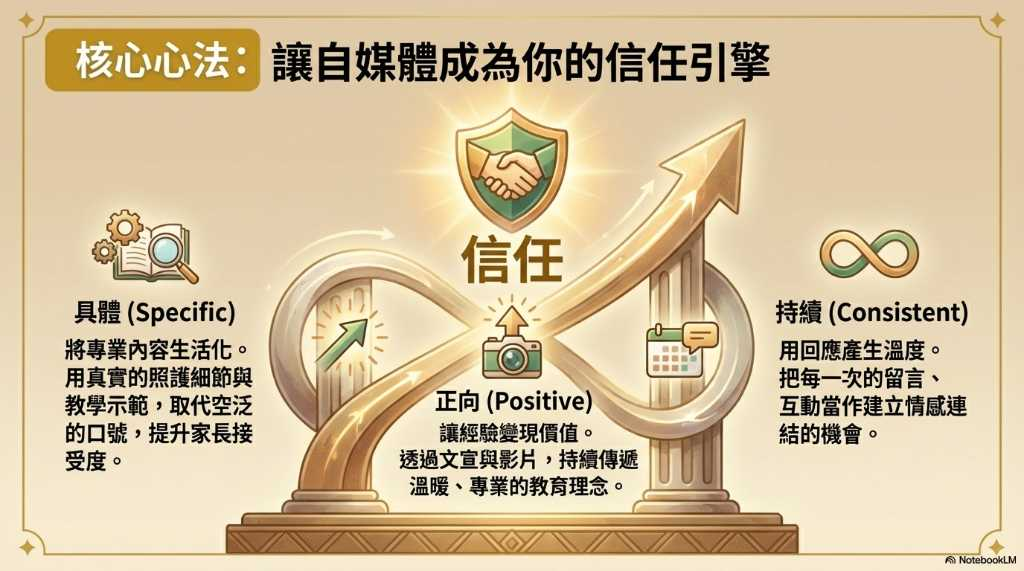 核心心法：讓自媒體成為你的信任引擎
信任
具體 (Specific)
將專業內容生活化。
用真實的照護細節與
教學示範，取代空泛
的口號，提升家長接
受度。
正向 (Positive)
讓經驗變現價值。
透過文宣與影片，持續傳遞
溫暖、專業的教育理念。
持續 (Consistent)
用回應產生溫度。
把每一次的留言、
互動當作建立情感連
結的機會。
NotebookLM